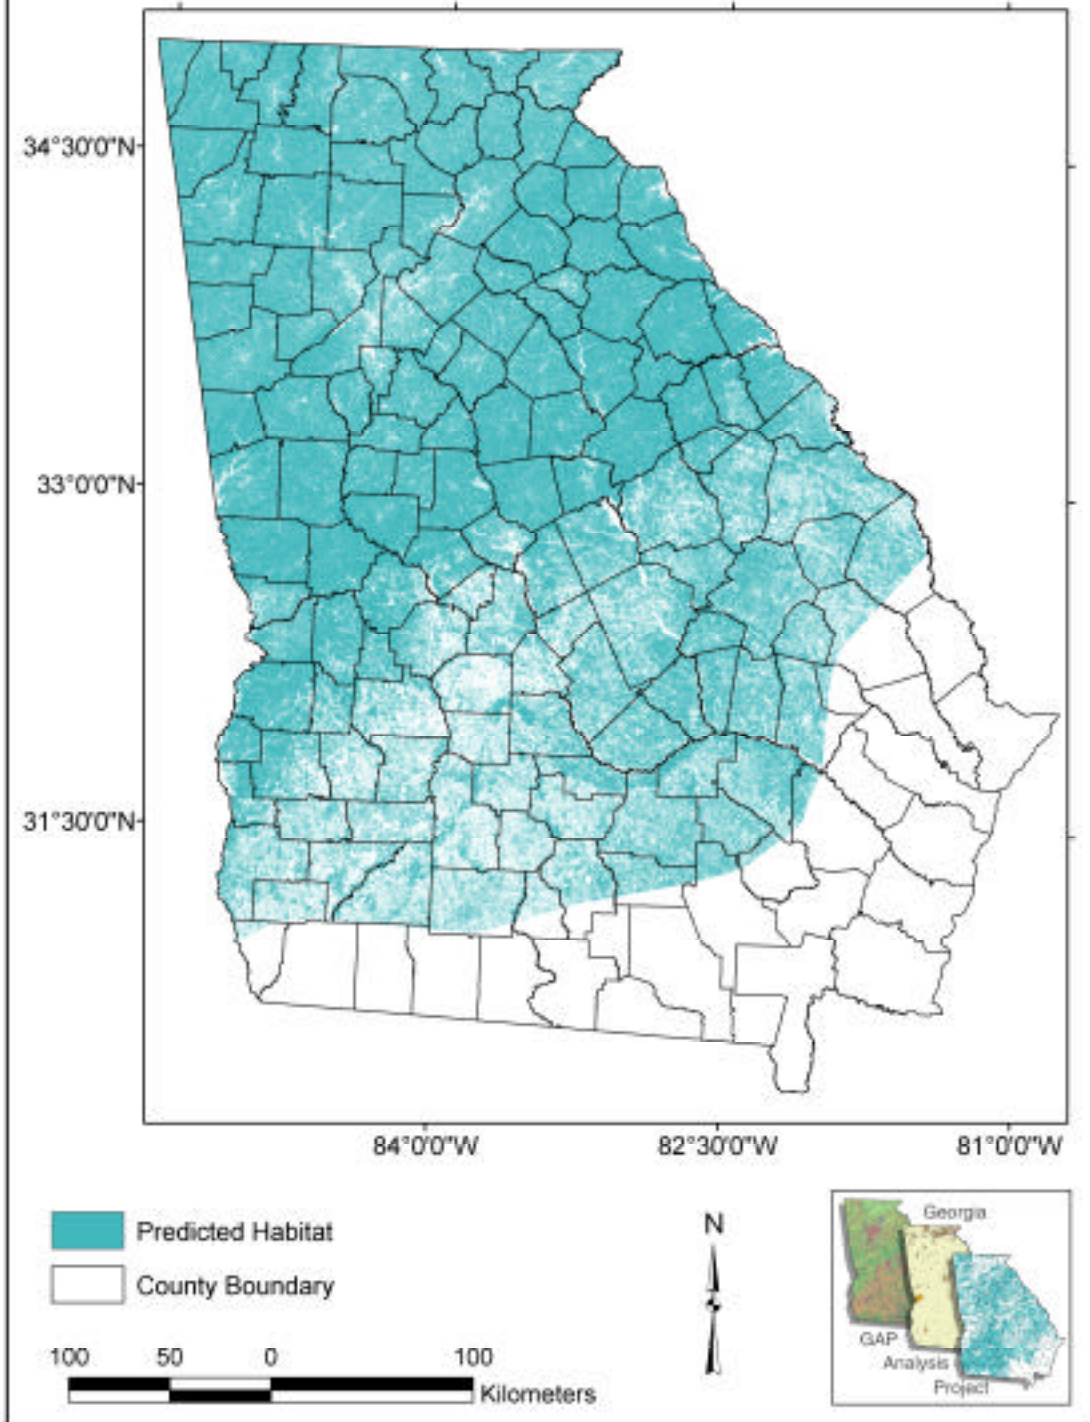 34°30'0"N
33°0'0"N
31°30'0"N
84°0'0"W 82°30'0"W 81°0'0"W
Predicted Habitat
County Boundary
100 50 0 100
Kilometers
N
Georgia
GAP
Analysis
Project